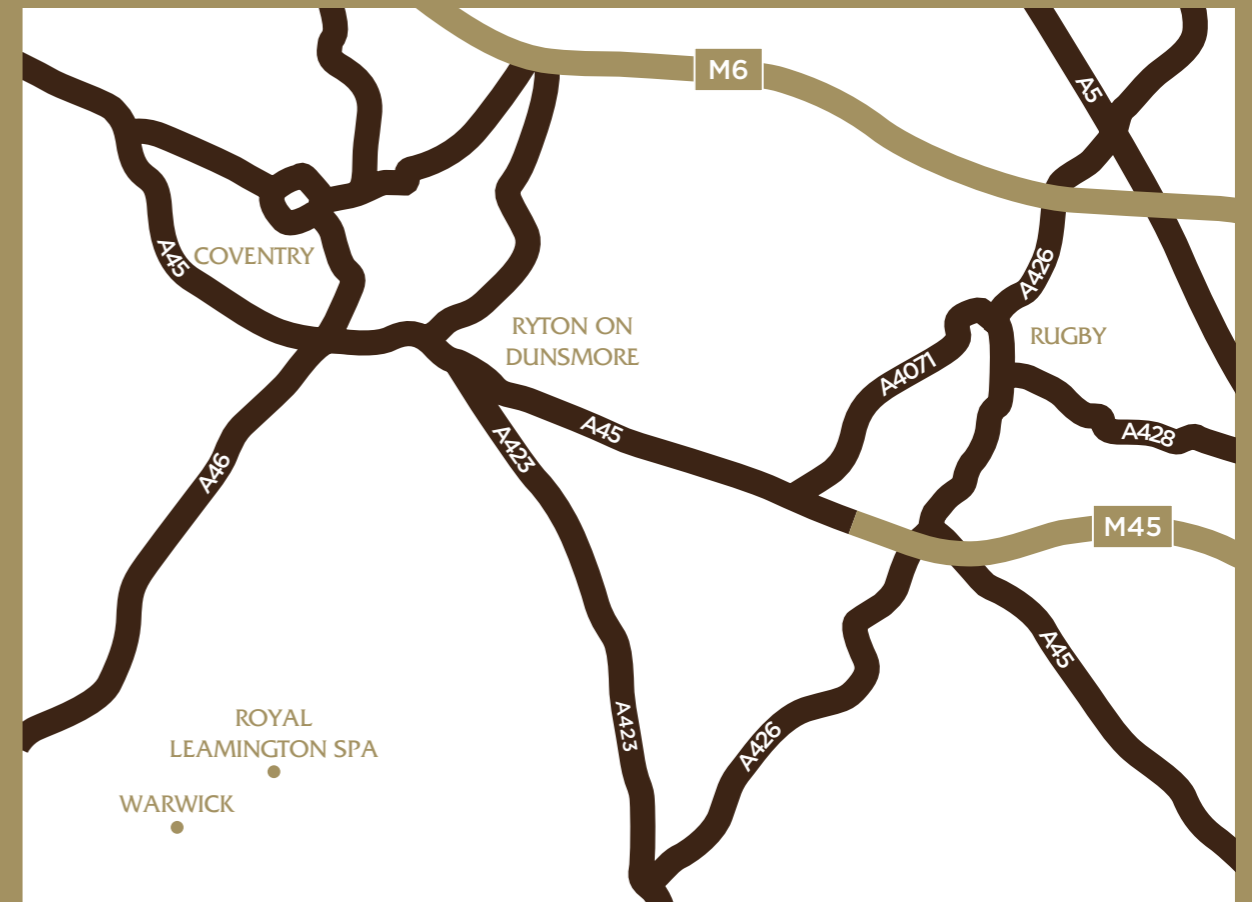 M6
A5
A45
COVENTRY
A426
RYTON ON
DUNSMORE
RUGBY
A4071
A45
A428
A423
A46
M45
A45
A423
A426
ROYAL
LEAMINGTON SPA
WARWICK